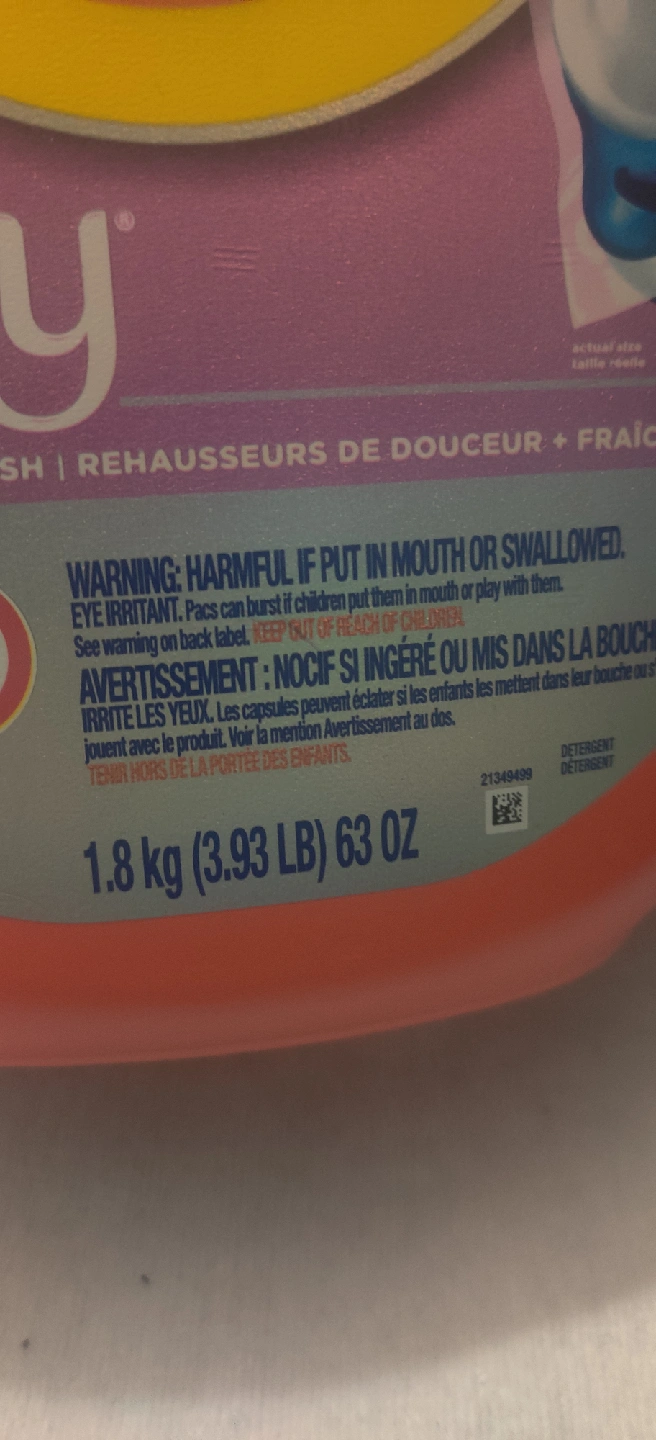 y®
actual size
taille réelle
SH | REHAUSSEURS DE DOUCEUR + FRAÎC
WARNING: HARMFUL IF PUT IN MOUTH OR SWALLOWED.
EYE IRRITANT. Pacs can burst if children put them in mouth or play with them.
See warning on back label. KEEP OUT OF REACH OF CHILDREN.
AVERTISSEMENT : NOCIF SI INGÉRÉ OU MIS DANS LA BOUCH
IRRITE LES YEUX. Les capsules peuvent éclater si les enfants les mettent dans leur bouche ou s'
jouent avec le produit. Voir la mention Avertissement au dos.
TENIR HORS DE LA PORTÉE DES ENFANTS.
DETERGENT
DÉTERGENT
21349499
1.8 kg (3.93 LB) 63 OZ